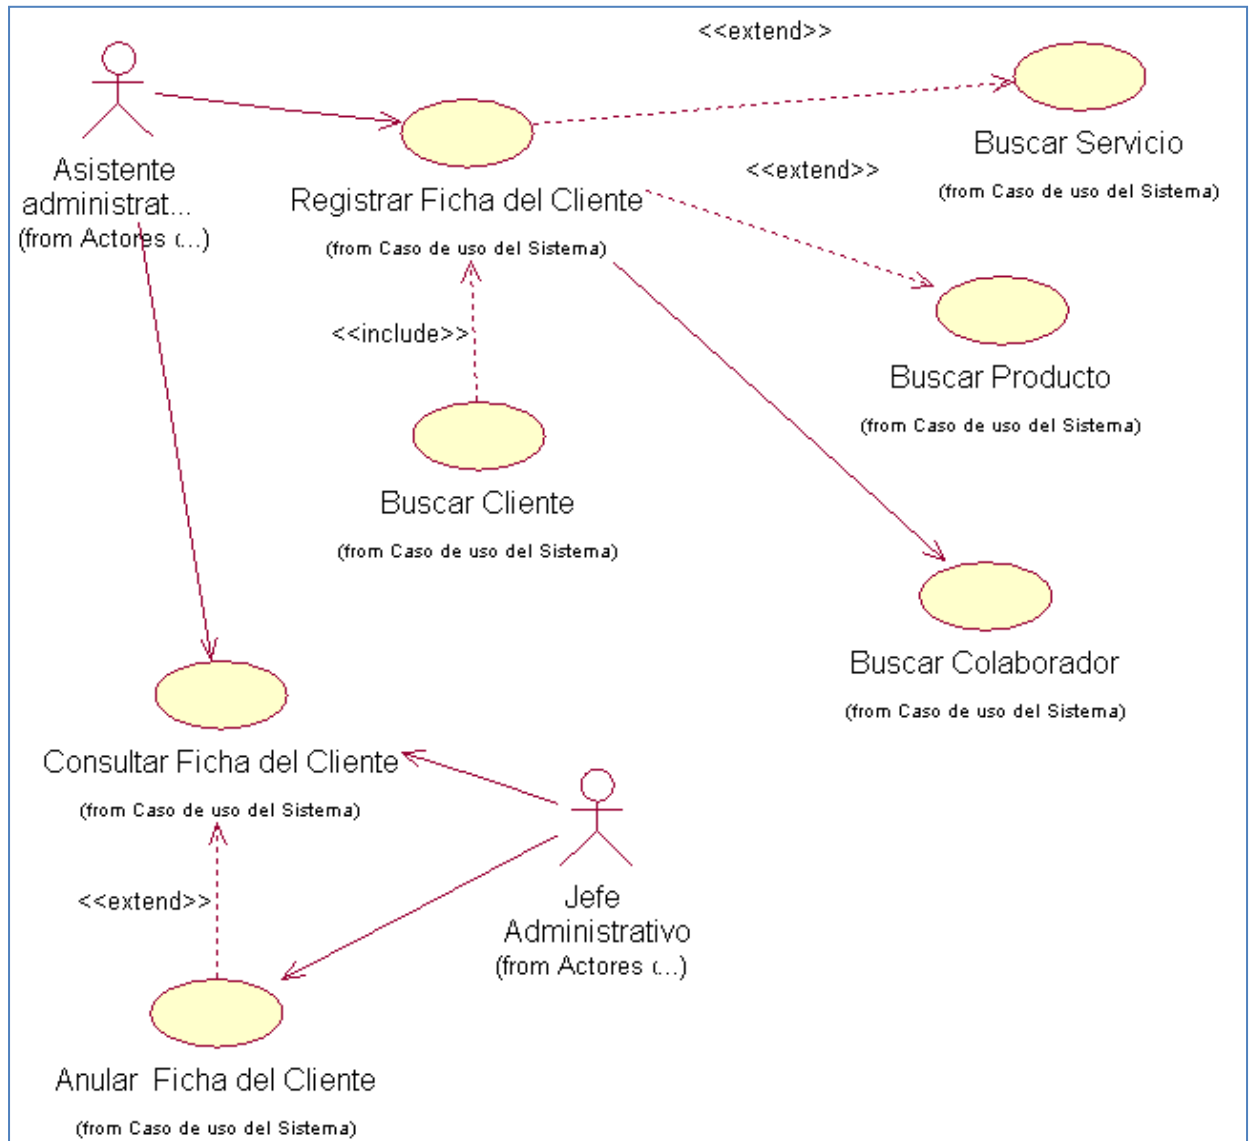 <<extend>>
Buscar Servicio
(from Caso de uso del Sistema)
Asistente
administrat...
(from Actores (...)
Registrar Ficha del Cliente
(from Caso de uso del Sistema)
<<extend>>
Buscar Producto
(from Caso de uso del Sistema)
<<include>>
Buscar Cliente
(from Caso de uso del Sistema)
Buscar Colaborador
(from Caso de uso del Sistema)
Consultar Ficha del Cliente
(from Caso de uso del Sistema)
Jefe
Administrativo
(from Actores (...)
<<extend>>
Anular Ficha del Cliente
(from Caso de uso del Sistema)